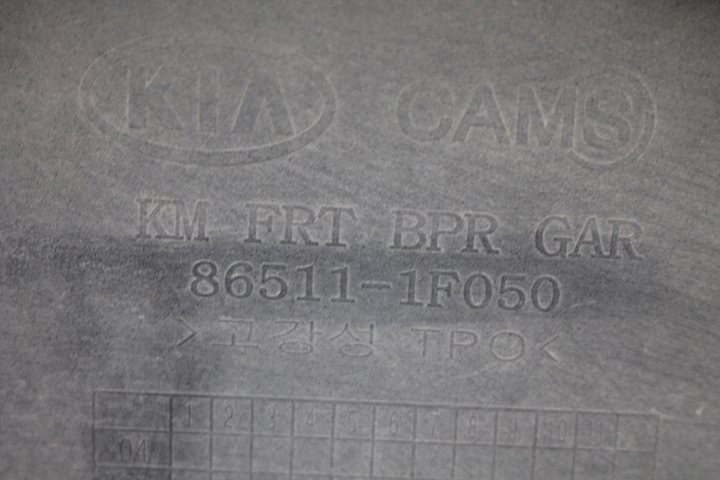 KIA CAMS
KM FRT BPR GAR
86511-1F050
>고강성 TPO<
1 2 3 4 5 6 7 8 9 10 11 12
04